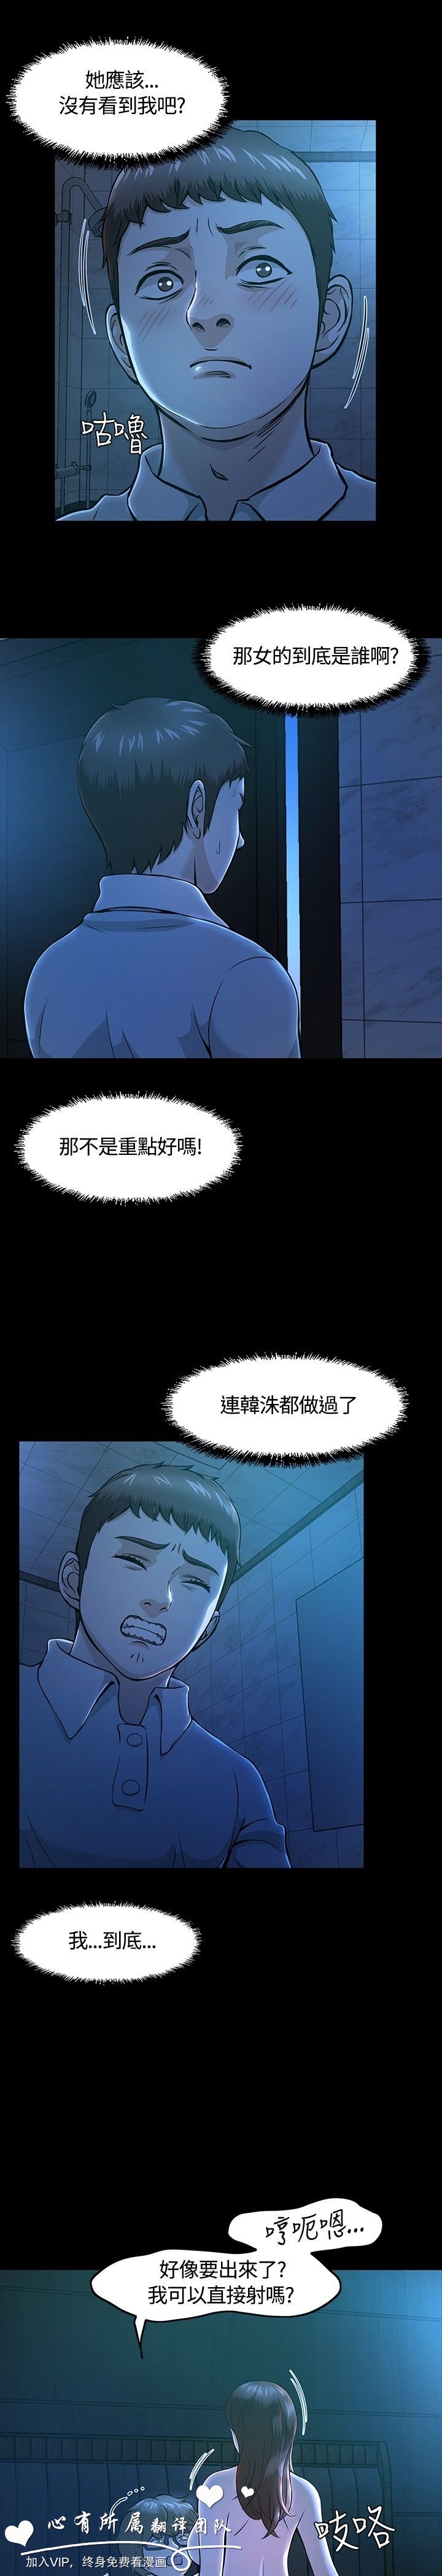 她應該...
沒有看到我吧?
咕嚕
那女的到底是誰啊?
那不是重點好嗎!
連韓洙都做過了
我...到底...
哼呃嗯...
好像要出來了?
我可以直接射嗎?
吱咯
心有所属翻译团队
加入VIP，终身免费看漫画